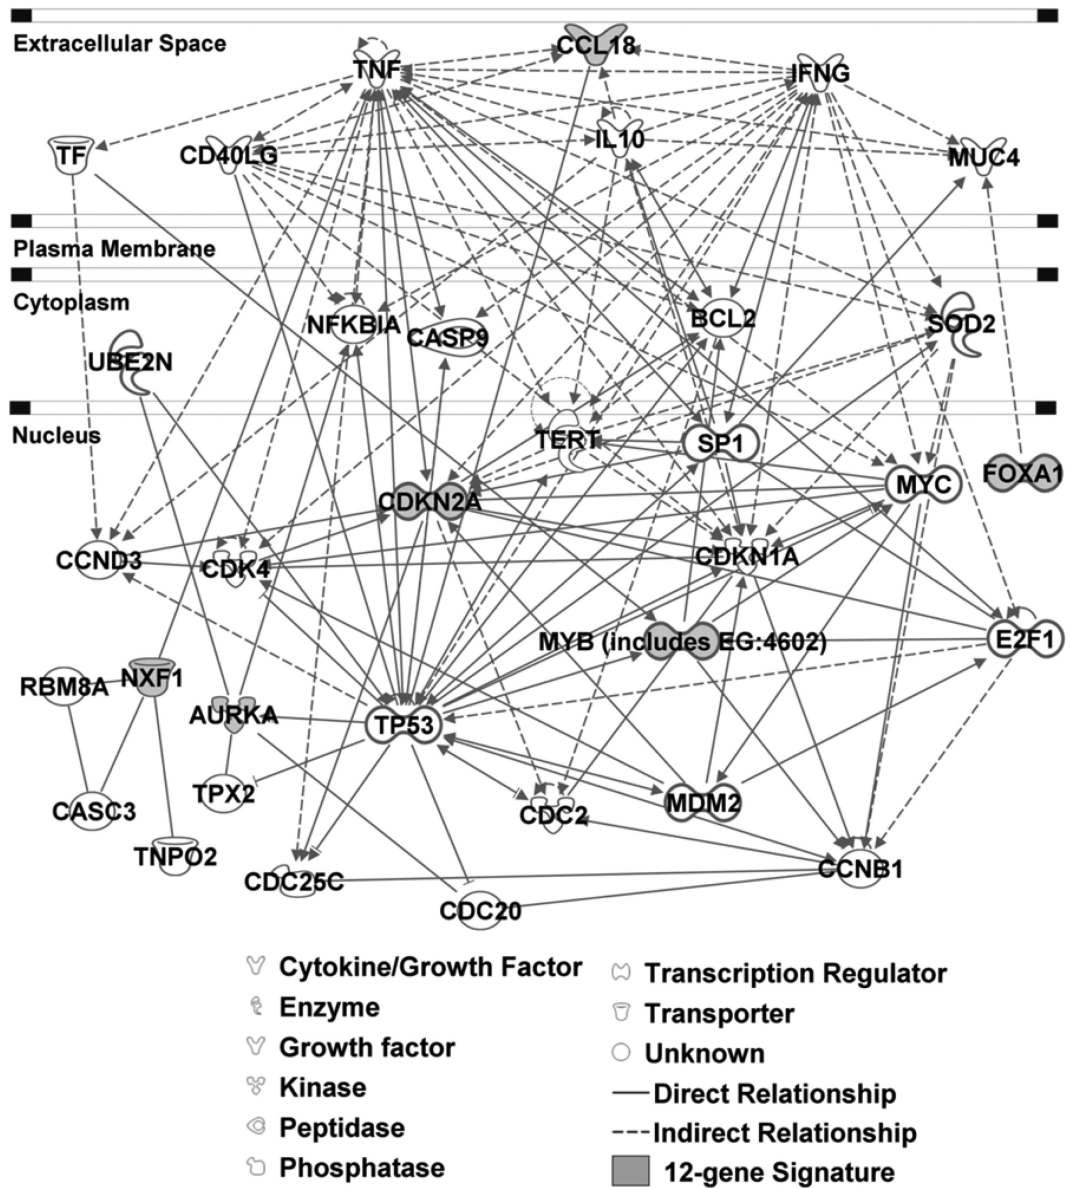 Extracellular Space
CCL18
TNF
IFNG
IL10
TF
CD40LG
MUC4
Plasma Membrane
Cytoplasm
NFKBIA
CASP9
BCL2
SOD2
UBE2N
Nucleus
TERT
SP1
CDKN2A
MYC
FOXA1
CCND3
CDK4
CDKN1A
MYB (includes EG:4602)
E2F1
RBM8A
NXF1
AURKA
TP53
TPX2
CASC3
CDC2
MDM2
TNPO2
CDC25C
CCNB1
CDC20
Cytokine/Growth Factor
Enzyme
Growth factor
Kinase
Peptidase
Phosphatase
Transcription Regulator
Transporter
Unknown
Direct Relationship
Indirect Relationship
12-gene Signature